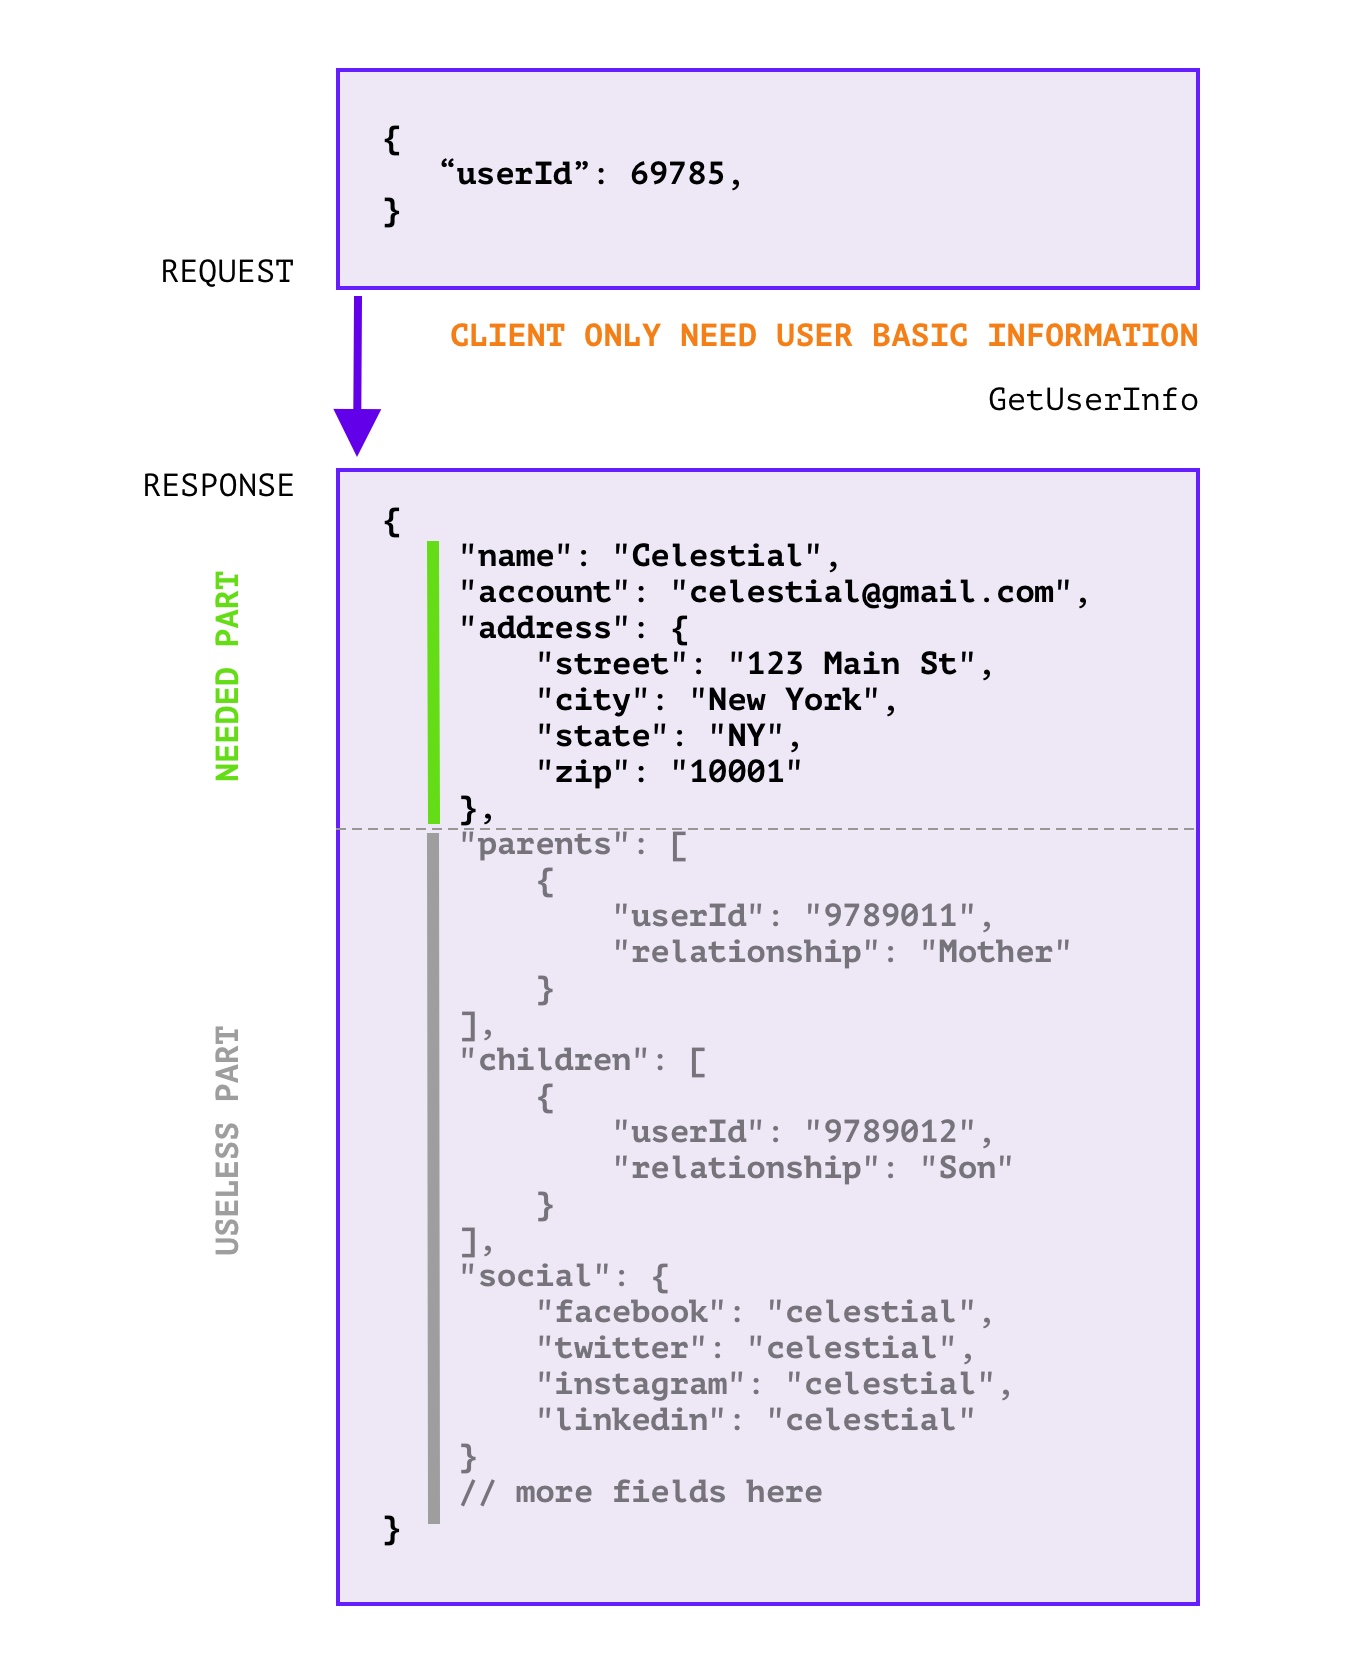 {
“userId”: 69785,
}
REQUEST
CLIENT ONLY NEED USER BASIC INFORMATION
GetUserInfo
RESPONSE
{
"name": "Celestial",
"account": "celestial@gmail.com",
"address": {
"street": "123 Main St",
"city": "New York",
"state": "NY",
"zip": "10001"
},
NEEDED PART
"parents": [
{
"userId": "9789011",
"relationship": "Mother"
}
],
"children": [
{
"userId": "9789012",
"relationship": "Son"
}
],
"social": {
"facebook": "celestial",
"twitter": "celestial",
"instagram": "celestial",
"linkedin": "celestial"
}
// more fields here
USELESS PART
}